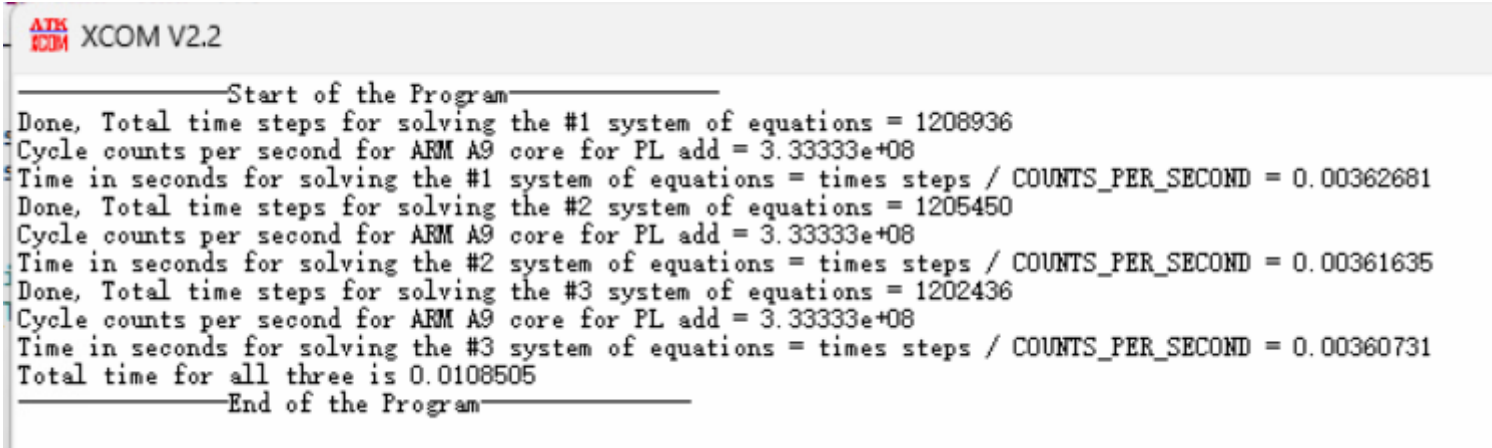 ATK
XCOM XCOM V2.2
————————Start of the Program————————
Done, Total time steps for solving the #1 system of equations = 1208936
Cycle counts per second for ARM A9 core for PL add = 3.33333e+08
Time in seconds for solving the #1 system of equations = times steps / COUNTS_PER_SECOND = 0.00362681
Done, Total time steps for solving the #2 system of equations = 1205450
Cycle counts per second for ARM A9 core for PL add = 3.33333e+08
Time in seconds for solving the #2 system of equations = times steps / COUNTS_PER_SECOND = 0.00361635
Done, Total time steps for solving the #3 system of equations = 1202436
Cycle counts per second for ARM A9 core for PL add = 3.33333e+08
Time in seconds for solving the #3 system of equations = times steps / COUNTS_PER_SECOND = 0.00360731
Total time for all three is 0.0108505
————————End of the Program————————